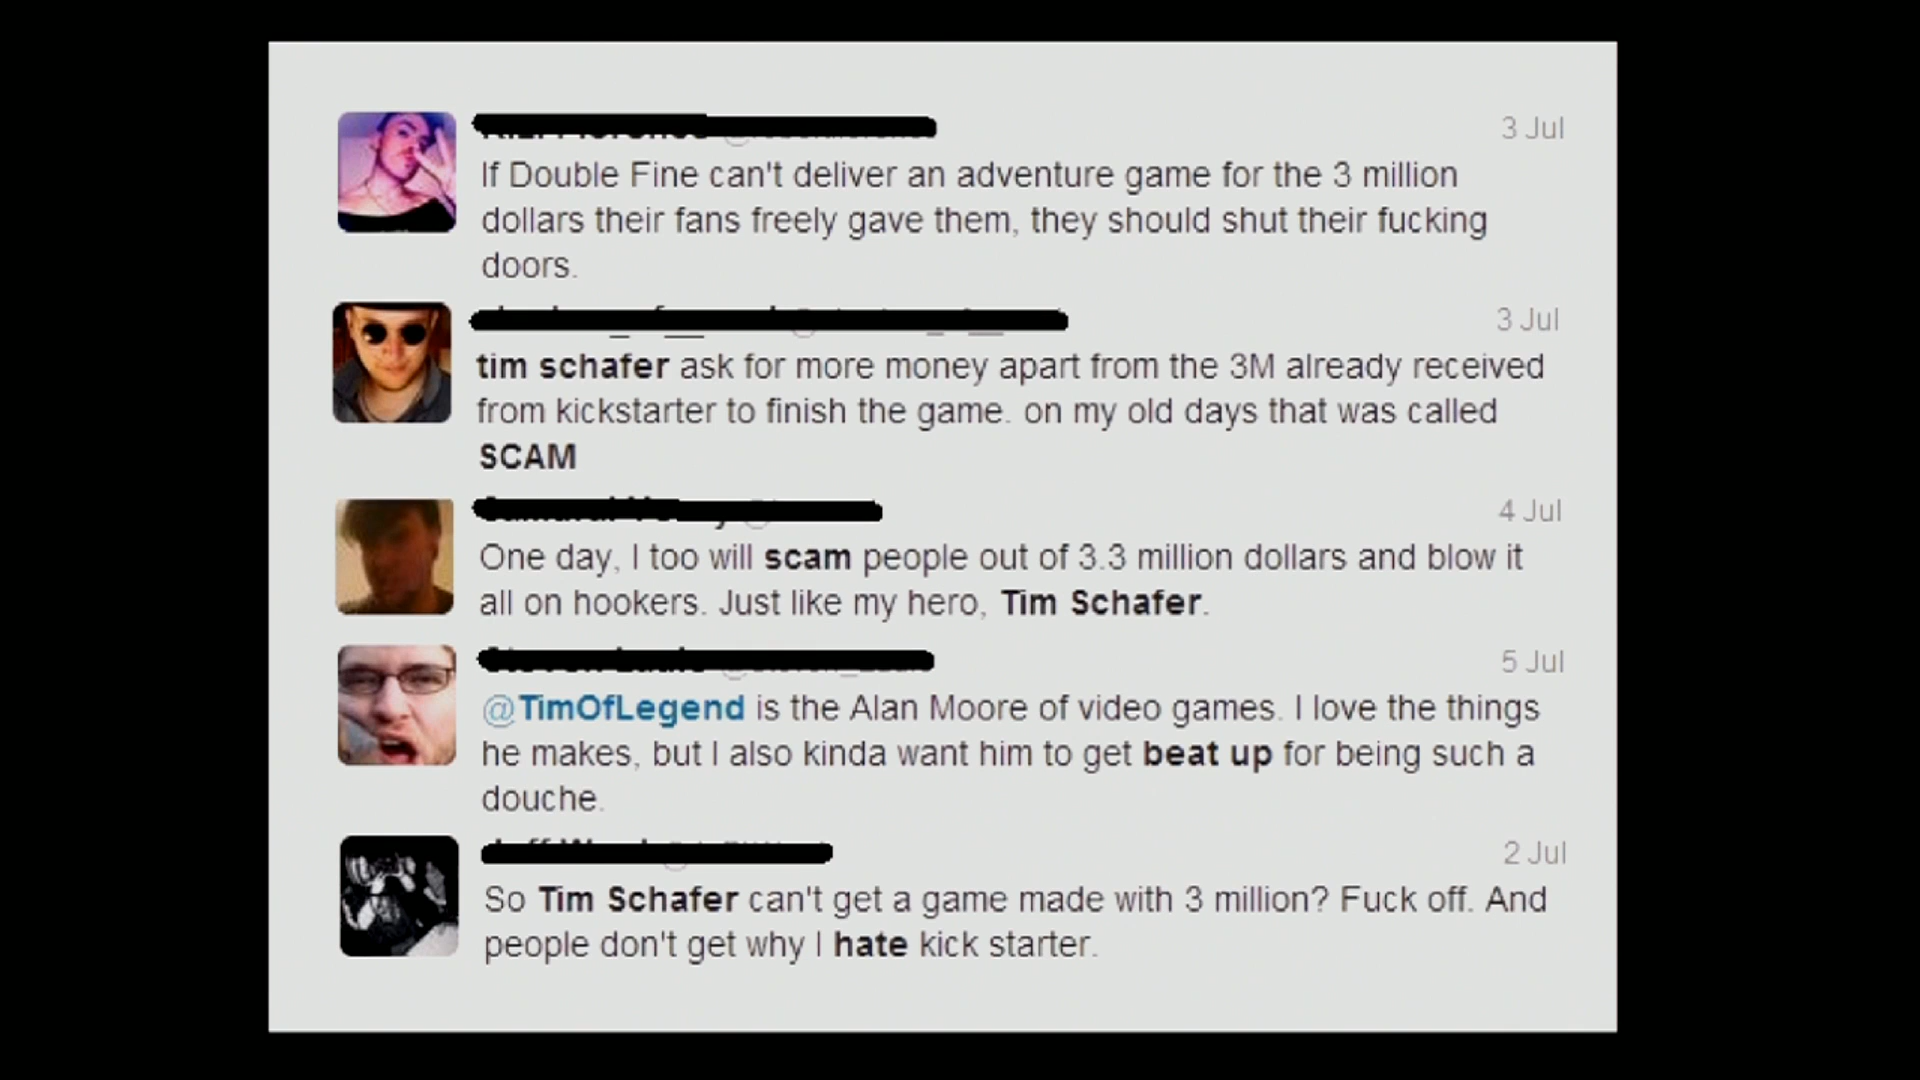 3 Jul
If Double Fine can't deliver an adventure game for the 3 million
dollars their fans freely gave them, they should shut their fucking
doors.
3 Jul
tim schafer ask for more money apart from the 3M already received
from kickstarter to finish the game. on my old days that was called
SCAM
4 Jul
One day, I too will scam people out of 3.3 million dollars and blow it
all on hookers. Just like my hero, Tim Schafer.
5 Jul
@TimOfLegend is the Alan Moore of video games. I love the things
he makes, but I also kinda want him to get beat up for being such a
douche.
2 Jul
So Tim Schafer can't get a game made with 3 million? Fuck off. And
people don't get why I hate kick starter.